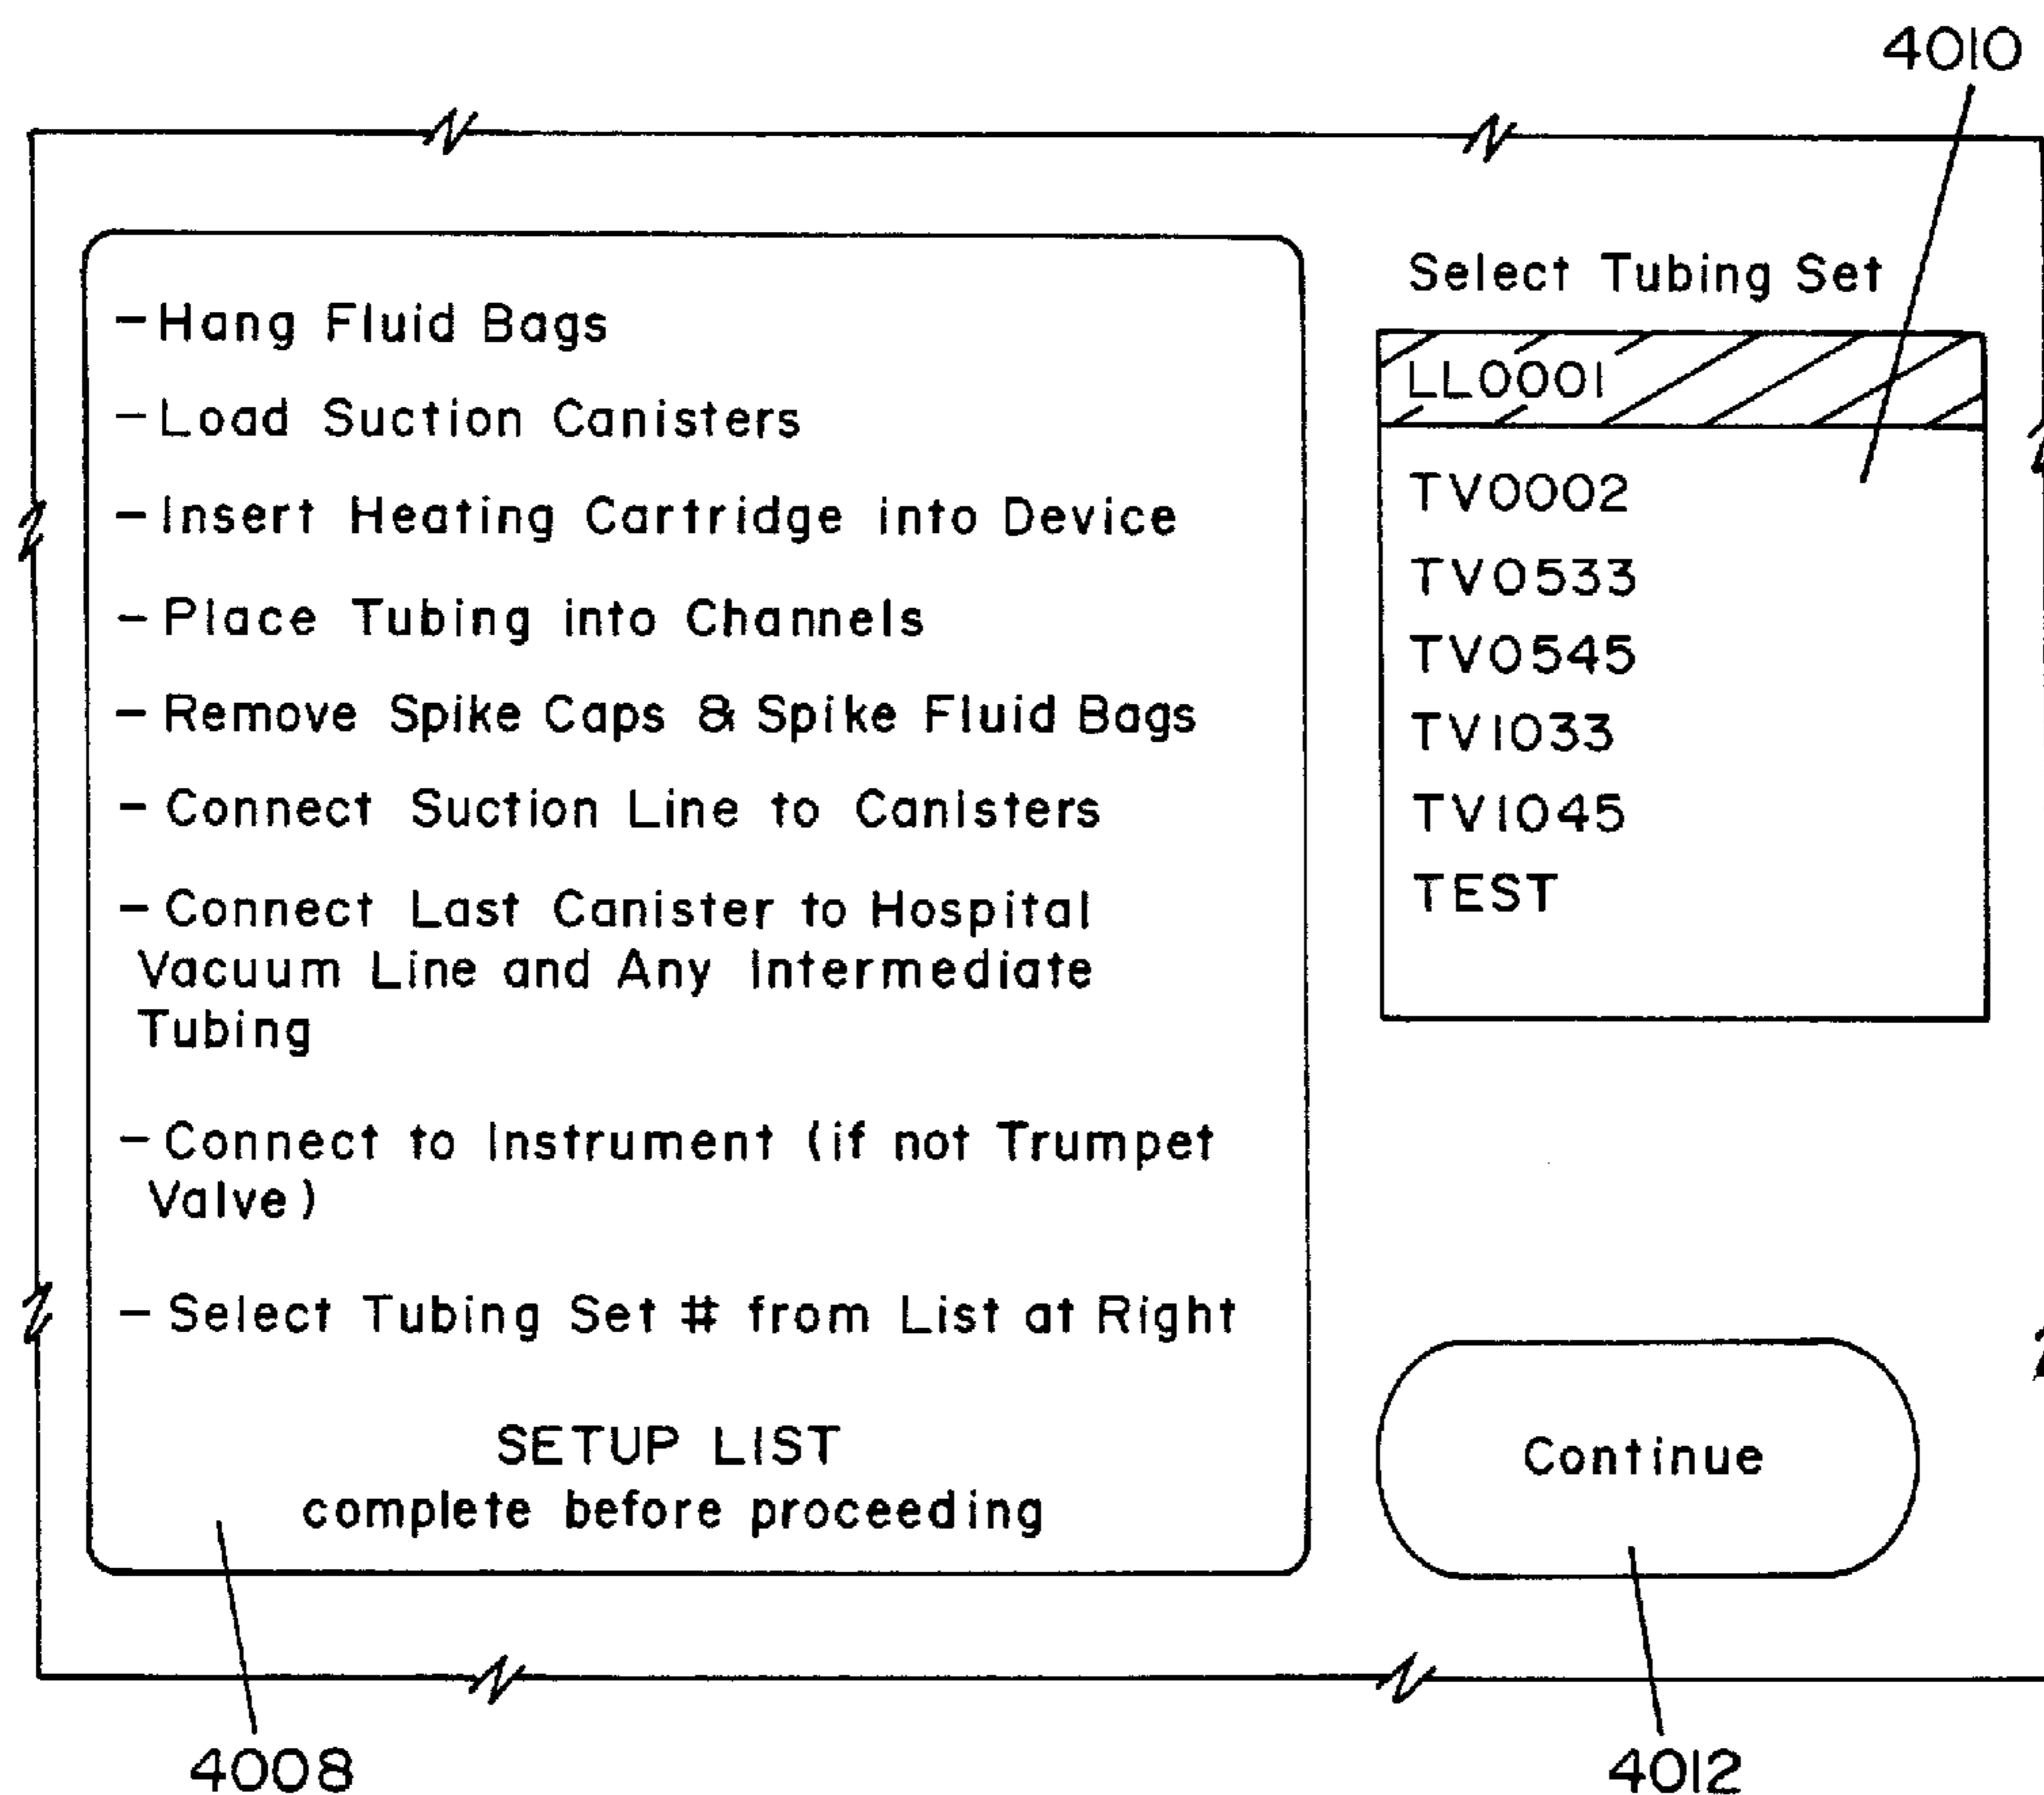 4010
- Hang Fluid Bags
- Load Suction Canisters
- Insert Heating Cartridge into Device
- Place Tubing into Channels
- Remove Spike Caps & Spike Fluid Bags
- Connect Suction Line to Canisters
- Connect Last Canister to Hospital
Vacuum Line and Any Intermediate
Tubing
- Connect to Instrument (if not Trumpet
Valve)
- Select Tubing Set # from List at Right
SETUP LIST
complete before proceeding
Select Tubing Set
LL0001
TV0002
TV0533
TV0545
TV1033
TV1045
TEST
Continue
4008
4012